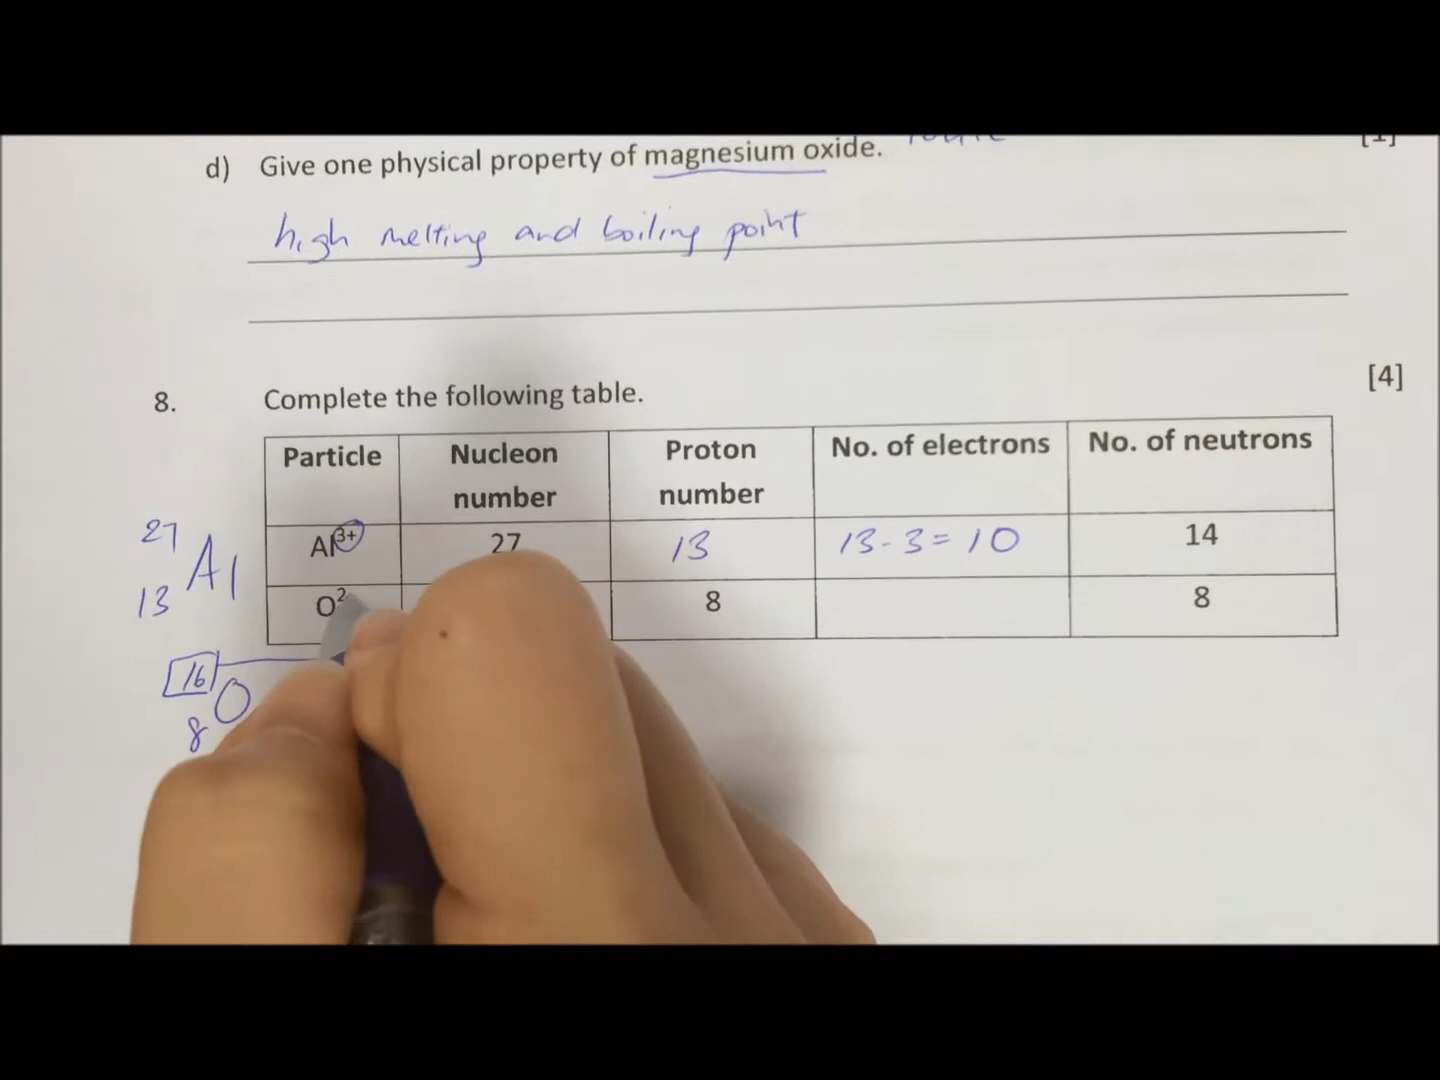 [1]
d) Give one physical property of magnesium oxide.
high melting and boiling point
8. Complete the following table. [4]
Particle Nucleon number Proton number No. of electrons No. of neutrons
27 13 Al
Al3+ 27 13 13-3=10 14
O2 8 8
16 8 O